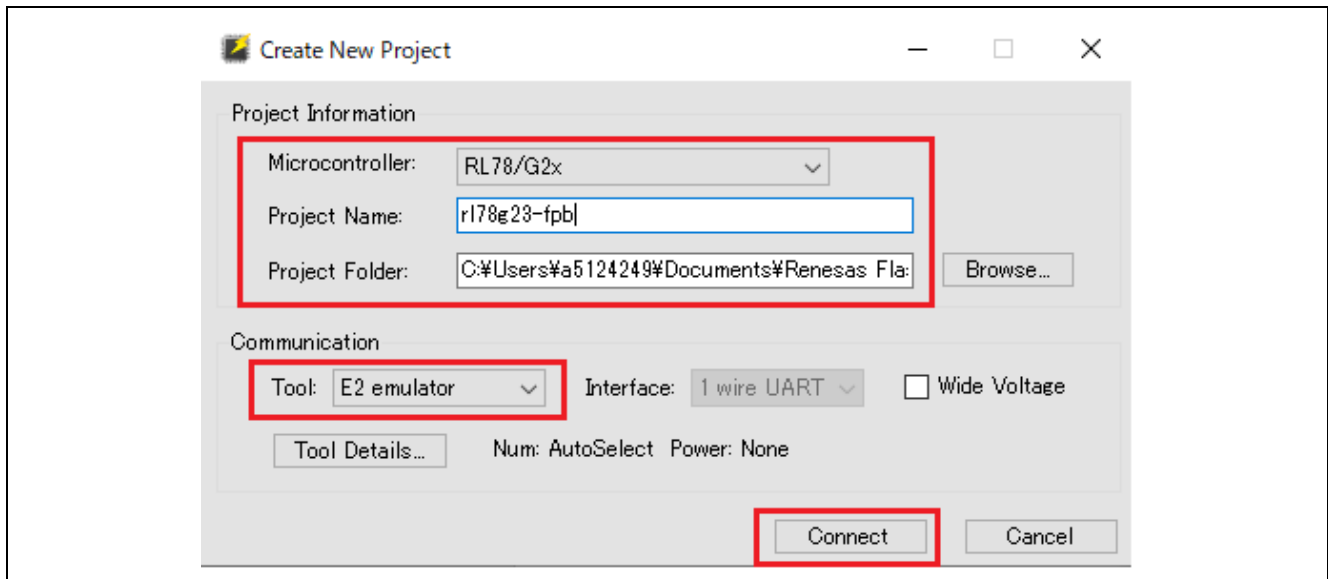 Create New Project
Project Information
Microcontroller: RL78/G2x
Project Name: rl78g23-fpb
Project Folder: C:¥Users¥a5124249¥Documents¥Renesas Fla: Browse...
Communication
Tool: E2 emulator Interface: 1 wire UART Wide Voltage
Tool Details... Num: AutoSelect Power: None
Connect Cancel